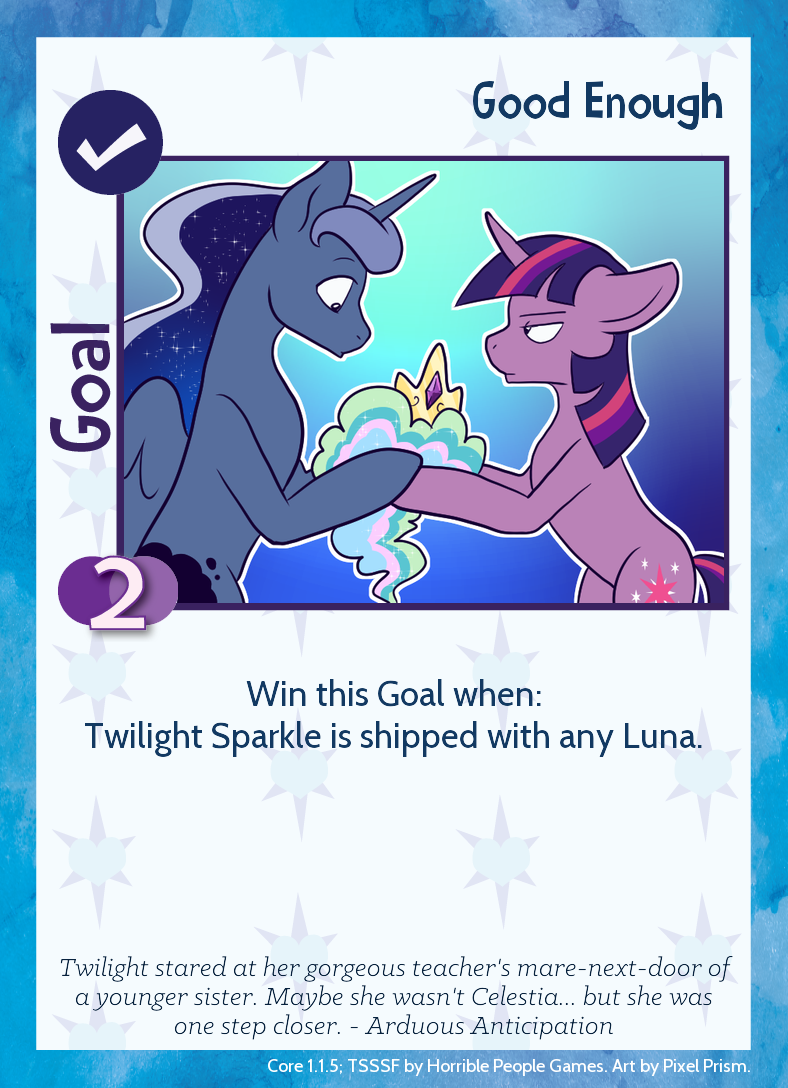 Good Enough
Goal
2
Win this Goal when:
Twilight Sparkle is shipped with any Luna.
Twilight stared at her gorgeous teacher's mare-next-door of
a younger sister. Maybe she wasn't Celestia... but she was
one step closer. - Arduous Anticipation
Core 1.1.5; TSSSF by Horrible People Games. Art by Pixel Prism.